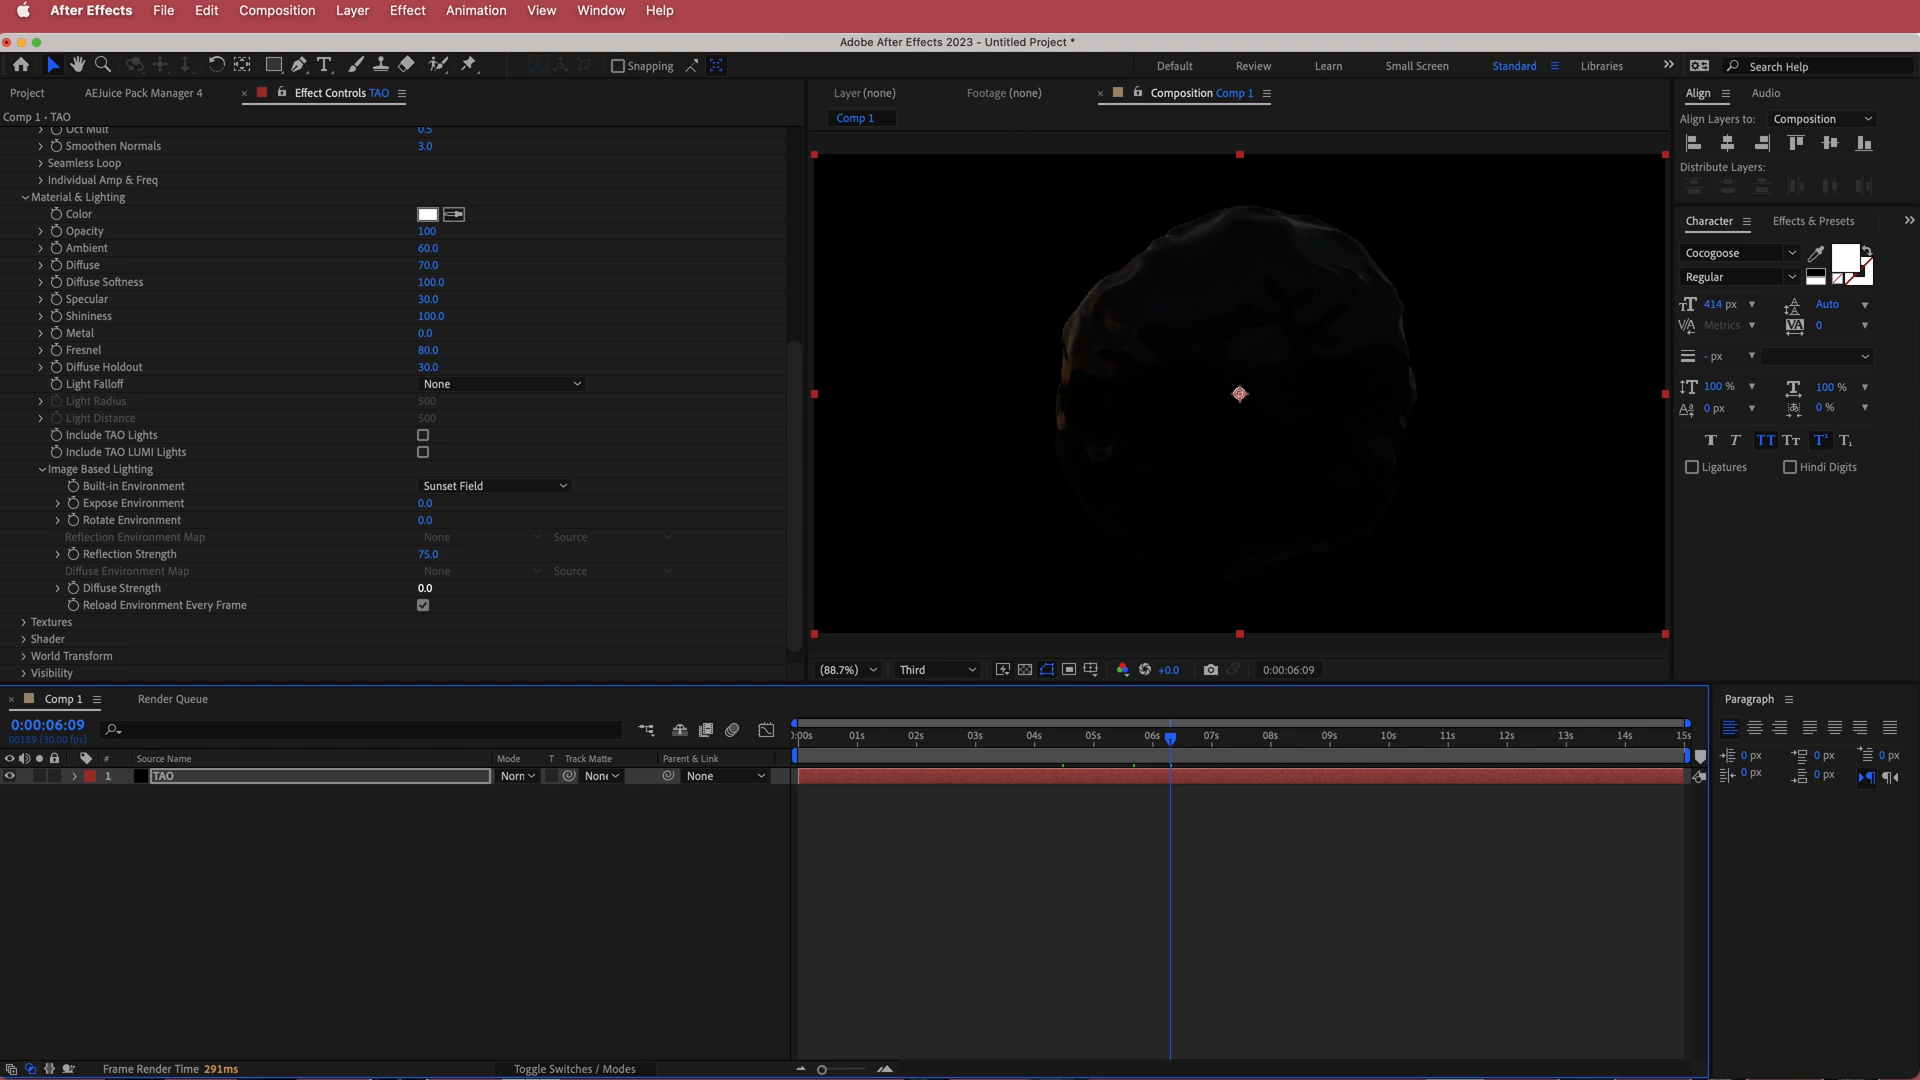 After Effects File Edit Composition Layer Effect Animation View Window Help
Adobe After Effects 2023 - Untitled Project *
Snapping Default Review Learn Small Screen Standard Libraries Search Help
Project AEJuice Pack Manager 4 Effect Controls TAO
Comp 1 • TAO
Oct Mult 0.5
Smoothen Normals 3.0
Seamless Loop
Individual Amp & Freq
Material & Lighting
Color
Opacity 100
Ambient 60.0
Diffuse 70.0
Diffuse Softness 100.0
Specular 30.0
Shininess 100.0
Metal 0.0
Fresnel 80.0
Diffuse Holdout 30.0
Light Falloff None
Light Radius 500
Light Distance 500
Include TAO Lights
Include TAO LUMI Lights
Image Based Lighting
Built-in Environment Sunset Field
Expose Environment 0.0
Rotate Environment 0.0
Reflection Environment Map None Source
Reflection Strength 75.0
Diffuse Environment Map None Source
Diffuse Strength 0.0
Reload Environment Every Frame
Textures
Shader
World Transform
Visibility
Layer (none) Footage (none) Composition Comp 1
Comp 1
(88.7%) Third +0.0 0:00:06:09
Align Audio
Align Layers to: Composition
Distribute Layers:
Character Effects & Presets
Cocogoose
Regular
414 px Auto
Metrics 0
- px
100 % 100 %
0 px 0 %
T T TT Tt T¹ T₁
Ligatures Hindi Digits
Comp 1 Render Queue
0:00:06:09
00189 (30.00 fps)
# Source Name Mode T Track Matte Parent & Link
1 TAO Norm None None
0:00s 01s 02s 03s 04s 05s 06s 07s 08s 09s 10s 11s 12s 13s 14s 15s
Paragraph
0 px 0 px 0 px
0 px 0 px
Frame Render Time 291ms Toggle Switches / Modes